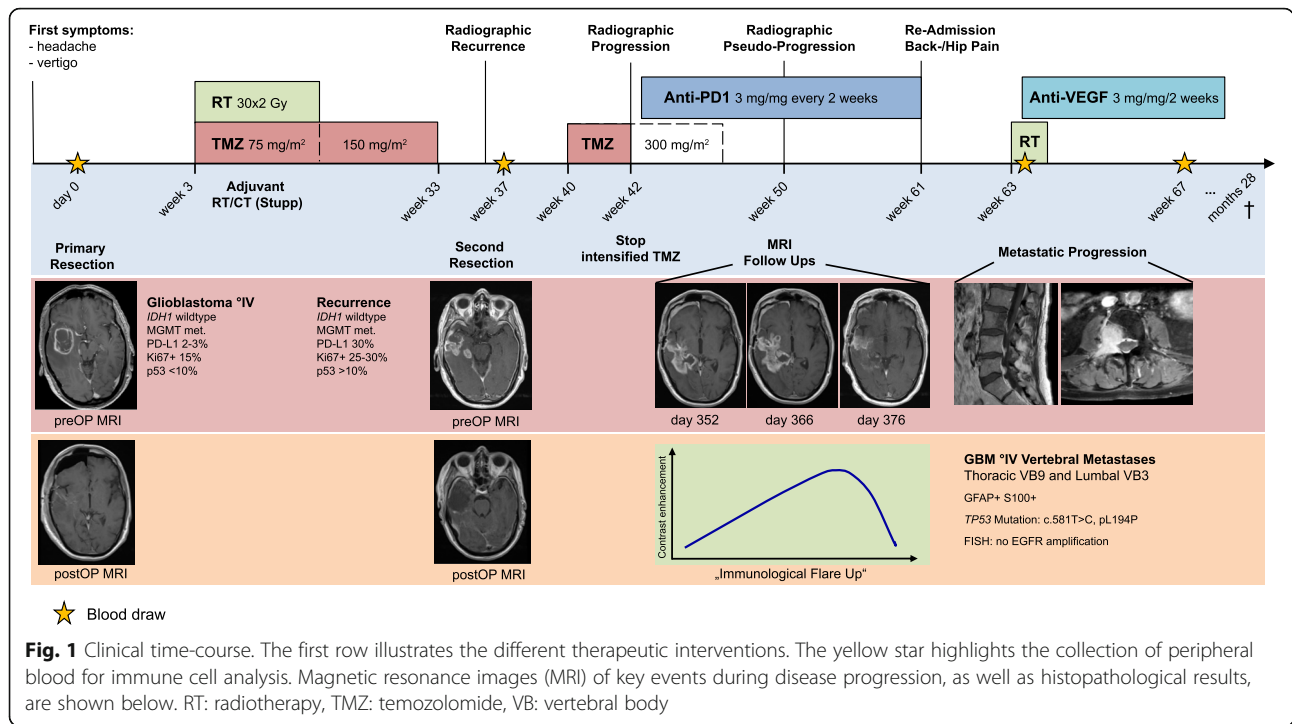 First symptoms:
- headache
- vertigo
Radiographic
Recurrence
Radiographic
Progression
Radiographic
Pseudo-Progression
Re-Admission
Back-/Hip Pain
RT 30x2 Gy
Anti-PD1 3 mg/mg every 2 weeks
Anti-VEGF 3 mg/mg/2 weeks
TMZ 75 mg/m²
150 mg/m²
TMZ
300 mg/m²
RT
day 0
week 3
week 33
week 37
week 40
week 42
week 50
week 61
week 63
week 67
...
months 28
†
Adjuvant
RT/CT (Stupp)
Primary
Resection
Second
Resection
Stop
intensified TMZ
MRI
Follow Ups
Metastatic Progression
Glioblastoma °IV
IDH1 wildtype
MGMT met.
PD-L1 2-3%
Ki67+ 15%
p53 <10%
Recurrence
IDH1 wildtype
MGMT met.
PD-L1 30%
Ki67+ 25-30%
p53 >10%
preOP MRI
preOP MRI
day 352
day 366
day 376
postOP MRI
postOP MRI
Contrast enhancement
„Immunological Flare Up“
GBM °IV Vertebral Metastases
Thoracic VB9 and Lumbal VB3
GFAP+ S100+
TP53 Mutation: c.581T>C, pL194P
FISH: no EGFR amplification
Blood draw
Fig. 1 Clinical time-course. The first row illustrates the different therapeutic interventions. The yellow star highlights the collection of peripheral
blood for immune cell analysis. Magnetic resonance images (MRI) of key events during disease progression, as well as histopathological results,
are shown below. RT: radiotherapy, TMZ: temozolomide, VB: vertebral body